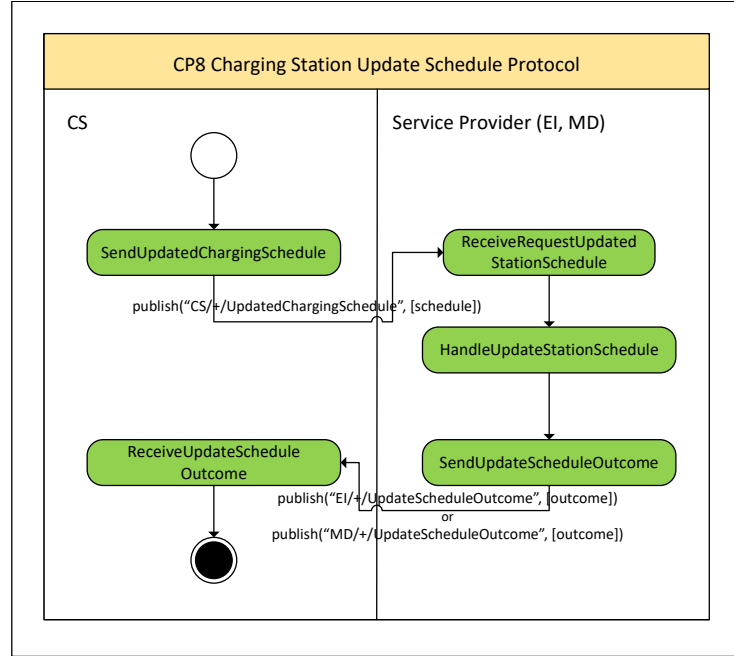 CP8 Charging Station Update Schedule Protocol
CS
Service Provider (EI, MD)
SendUpdatedChargingSchedule
ReceiveRequestUpdated
StationSchedule
publish(“CS/+/UpdatedChargingSchedule”, [schedule])
HandleUpdateStationSchedule
ReceiveUpdateSchedule
Outcome
SendUpdateScheduleOutcome
publish(“EI/+/UpdateScheduleOutcome”, [outcome])
or
publish(“MD/+/UpdateScheduleOutcome”, [outcome])